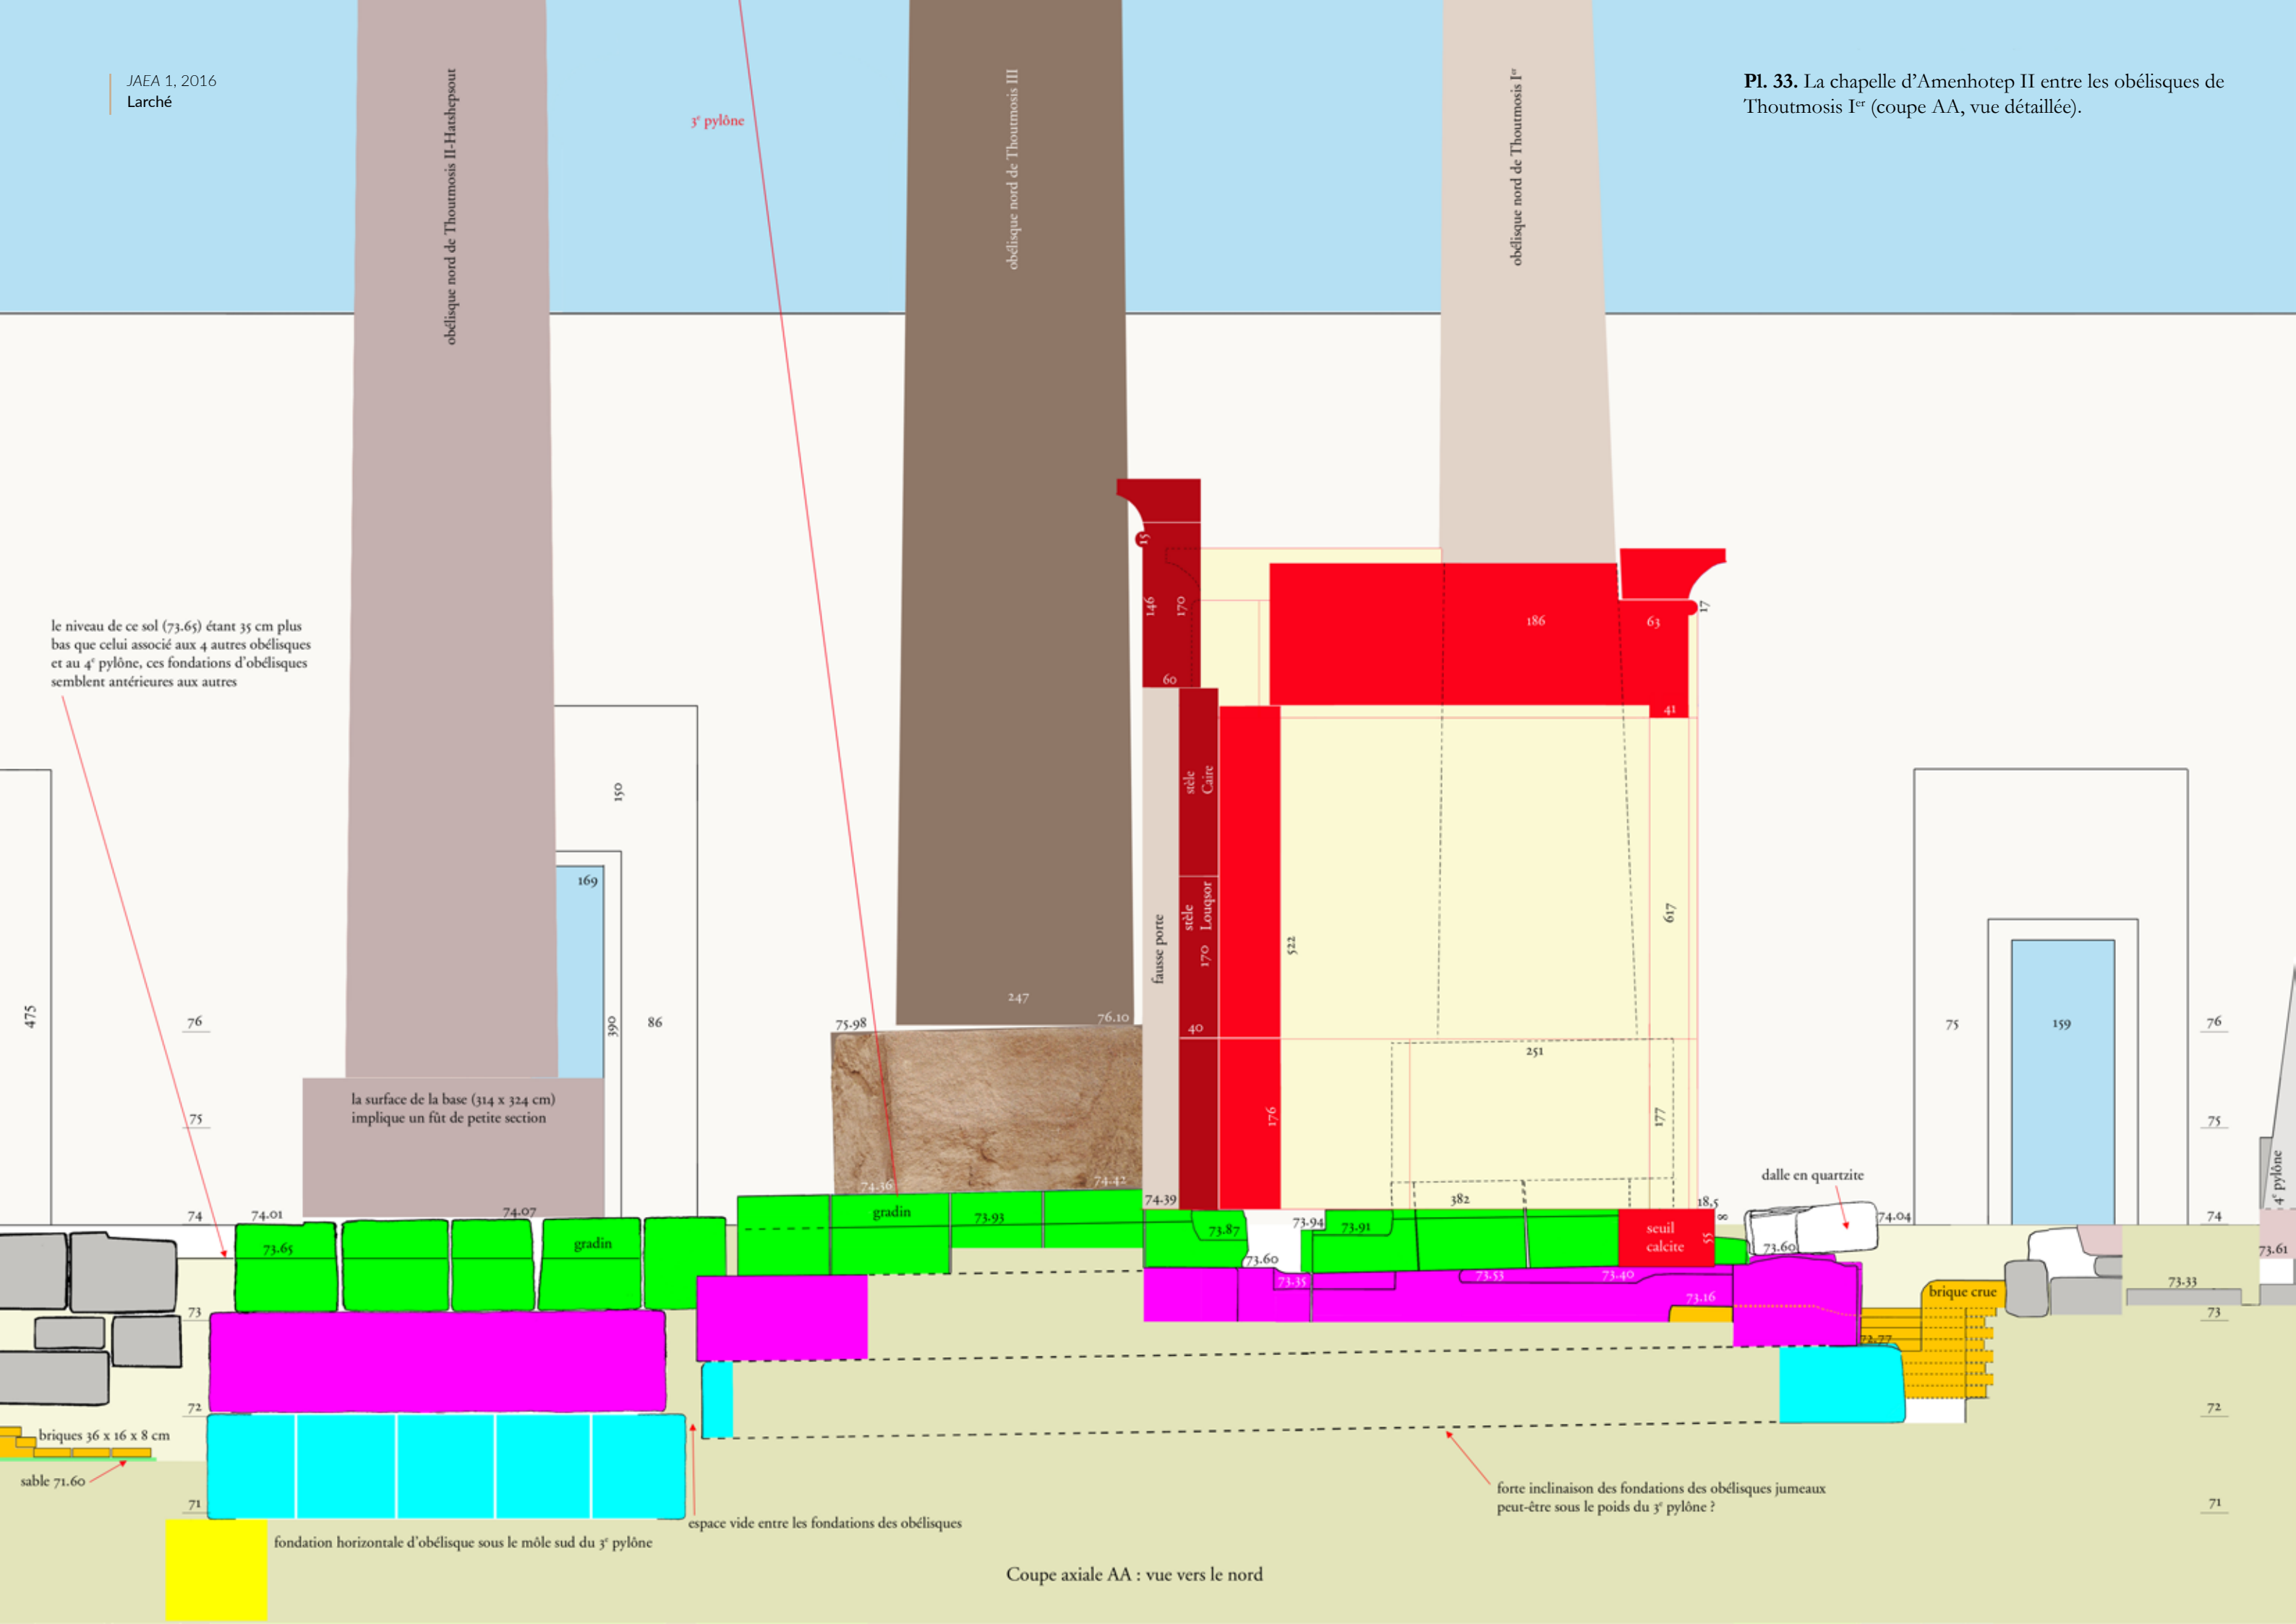 JAEA 1, 2016
Larché
Pl. 33. La chapelle d'Amenhotep II entre les obélisques de
Thoutmosis Ier (coupe AA, vue détaillée).
obélisque nord de Thoutmosis II-Hatshepsout
3e pylône
obélisque nord de Thoutmosis III
obélisque nord de Thoutmosis Ier
le niveau de ce sol (73.65) étant 35 cm plus
bas que celui associé aux 4 autres obélisques
et au 4e pylône, ces fondations d'obélisques
semblent antérieures aux autres
15
146
170
60
186
63
17
41
150
169
390
86
475
stèle
Caire
stèle
Louqsor
170
40
fausse porte
522
617
176
177
247
75.98
76.10
251
382
75
159
76
75
74
73
72
71
76
75
74
73
72
71
la surface de la base (314 x 324 cm)
implique un fût de petite section
74.36
74.42
74.39
74.01
74.07
73.65
gradin
gradin
73.93
73.87
73.60
73.94
73.91
73.35
73.53
73.40
73.16
seuil
calcite
55
18,5
8
dalle en quartzite
74.04
73.60
4e pylône
73.61
73.33
brique crue
72.77
briques 36 x 16 x 8 cm
sable 71.60
espace vide entre les fondations des obélisques
fondation horizontale d'obélisque sous le môle sud du 3e pylône
forte inclinaison des fondations des obélisques jumeaux
peut-être sous le poids du 3e pylône ?
Coupe axiale AA : vue vers le nord